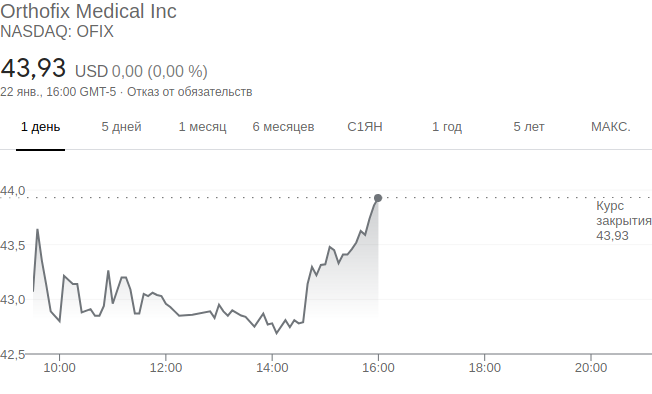 Orthofix Medical Inc
NASDAQ: OFIX
43,93 USD 0,00 (0,00 %)
22 янв., 16:00 GMT-5 · Отказ от обязательств
1 день 5 дней 1 месяц 6 месяцев С1ЯН 1 год 5 лет МАКС.
44,0
Курс
закрытия
43,93
43,5
43,0
42,5
10:00 12:00 14:00 16:00 18:00 20:00